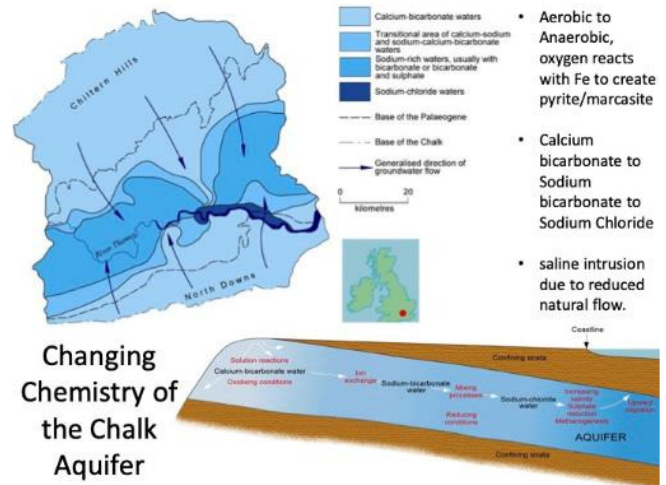 Calcium-bicarbonate waters
Transitional area of calcium-sodium
and sodium-calcium-bicarbonate
waters
Sodium-rich waters, usually with
bicarbonate or bicarbonate
and sulphate
Sodium-chloride waters
Base of the Palaeogene
Base of the Chalk
Generalised direction of
groundwater flow
0 20
kilometres
Chiltern Hills
River Thames
North Downs
• Aerobic to
Anaerobic,
oxygen reacts
with Fe to create
pyrite/marcasite
• Calcium
bicarbonate to
Sodium
bicarbonate to
Sodium Chloride
• saline intrusion
due to reduced
natural flow.
Changing
Chemistry of
the Chalk
Aquifer
Coastline
Confining strata
Solution reactions
Calcium-bicarbonate water
Oxidising conditions
Ion
exchange
Sodium-bicarbonate
water
Mixing
processes
Reducing
conditions
Sodium-chloride
water
Increasing
salinity
Sulphate
reduction
Methanogenesis
Upward
migration
AQUIFER
Confining strata